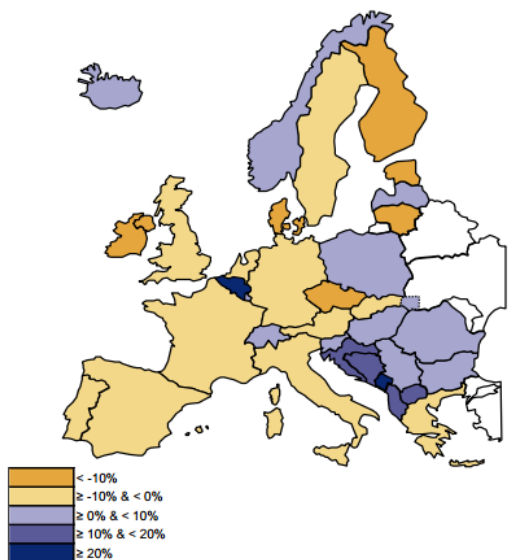 < -10%
≥ -10% & < 0%
≥ 0% & < 10%
≥ 10% & < 20%
≥ 20%